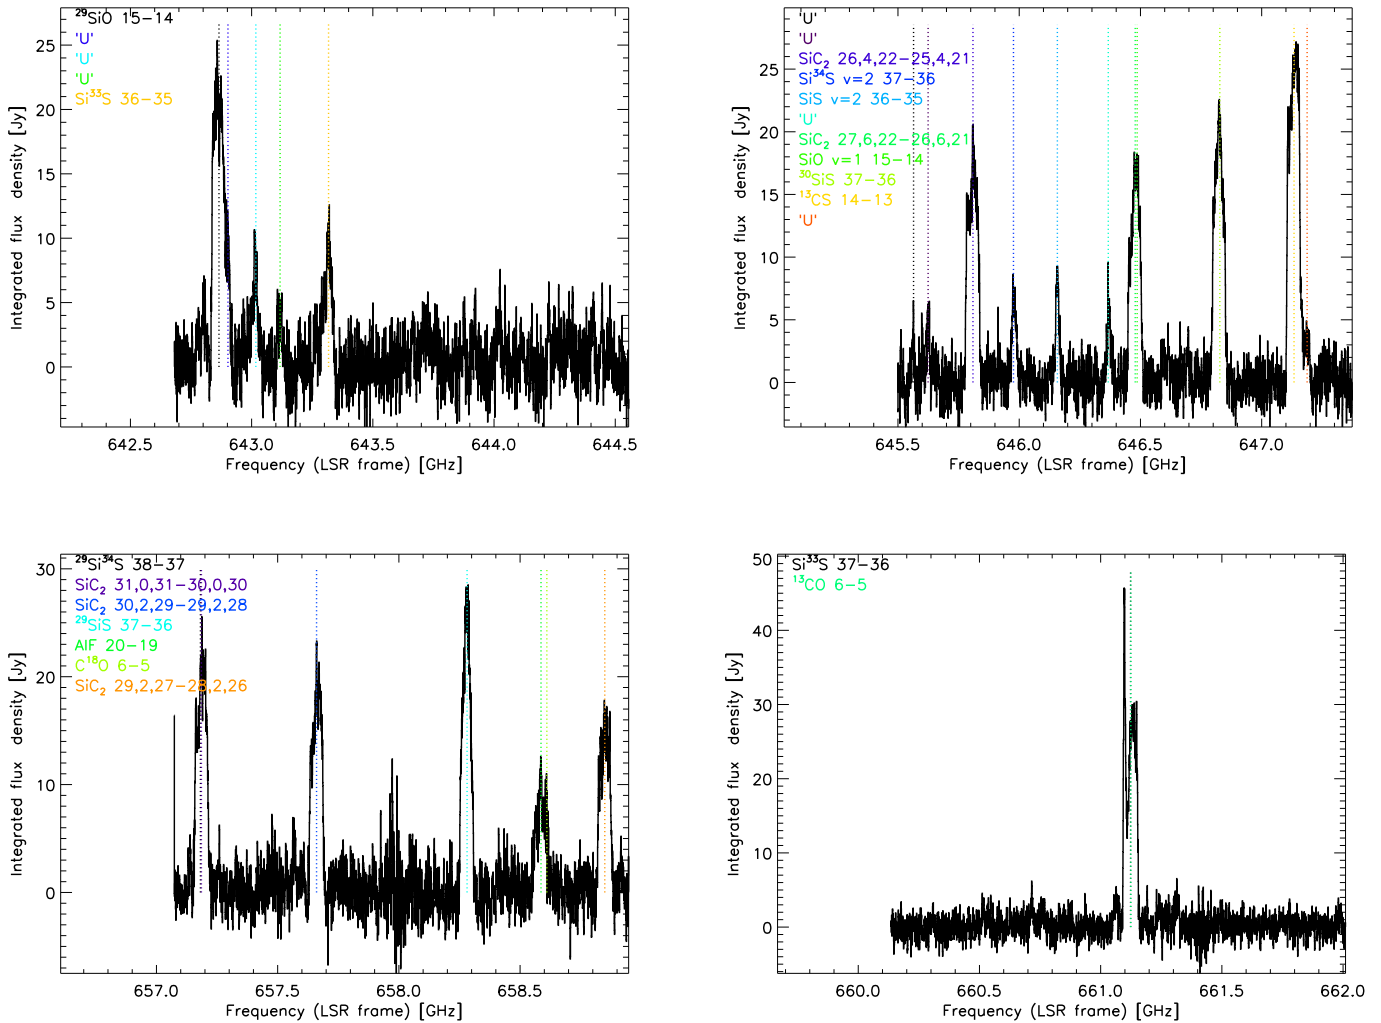 ²⁹SiO 15−14
'U'
'U'
'U'
Si³³S 36−35
25
20
15
10
5
0
Integrated flux density [Jy]
642.5 643.0 643.5 644.0 644.5
Frequency (LSR frame) [GHz]
'U'
'U'
SiC₂ 26,4,22−25,4,21
Si³⁴S v=2 37−36
SiS v=2 36−35
'U'
SiC₂ 27,6,22−26,6,21
SiO v=1 15−14
³⁰SiS 37−36
¹³CS 14−13
'U'
25
20
15
10
5
0
Integrated flux density [Jy]
645.5 646.0 646.5 647.0
Frequency (LSR frame) [GHz]
²⁹Si³⁴S 38−37
SiC₂ 31,0,31−30,0,30
SiC₂ 30,2,29−29,2,28
²⁹SiS 37−36
AlF 20−19
C¹⁸O 6−5
SiC₂ 29,2,27−28,2,26
30
20
10
0
Integrated flux density [Jy]
657.0 657.5 658.0 658.5
Frequency (LSR frame) [GHz]
Si³³S 37−36
¹³CO 6−5
50
40
30
20
10
0
Integrated flux density [Jy]
660.0 660.5 661.0 661.5 662.0
Frequency (LSR frame) [GHz]